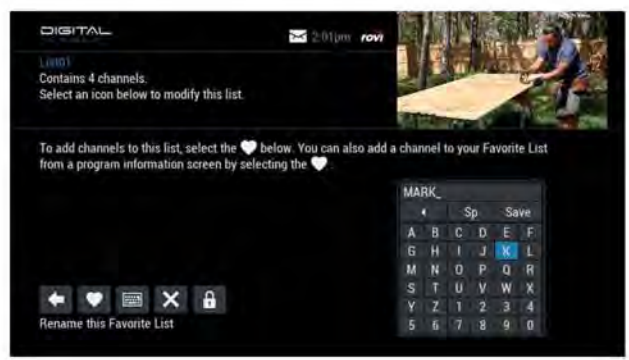 DIGITAL
2:01pm rovi
List01
Contains 4 channels.
Select an icon below to modify this list.
To add channels to this list, select the below. You can also add a channel to your Favorite List
from a program information screen by selecting the .
MARK_
Sp Save
A B C D E F
G H I J K L
M N O P Q R
S T U V W X
Y Z 1 2 3 4
5 6 7 8 9 0
Rename this Favorite List